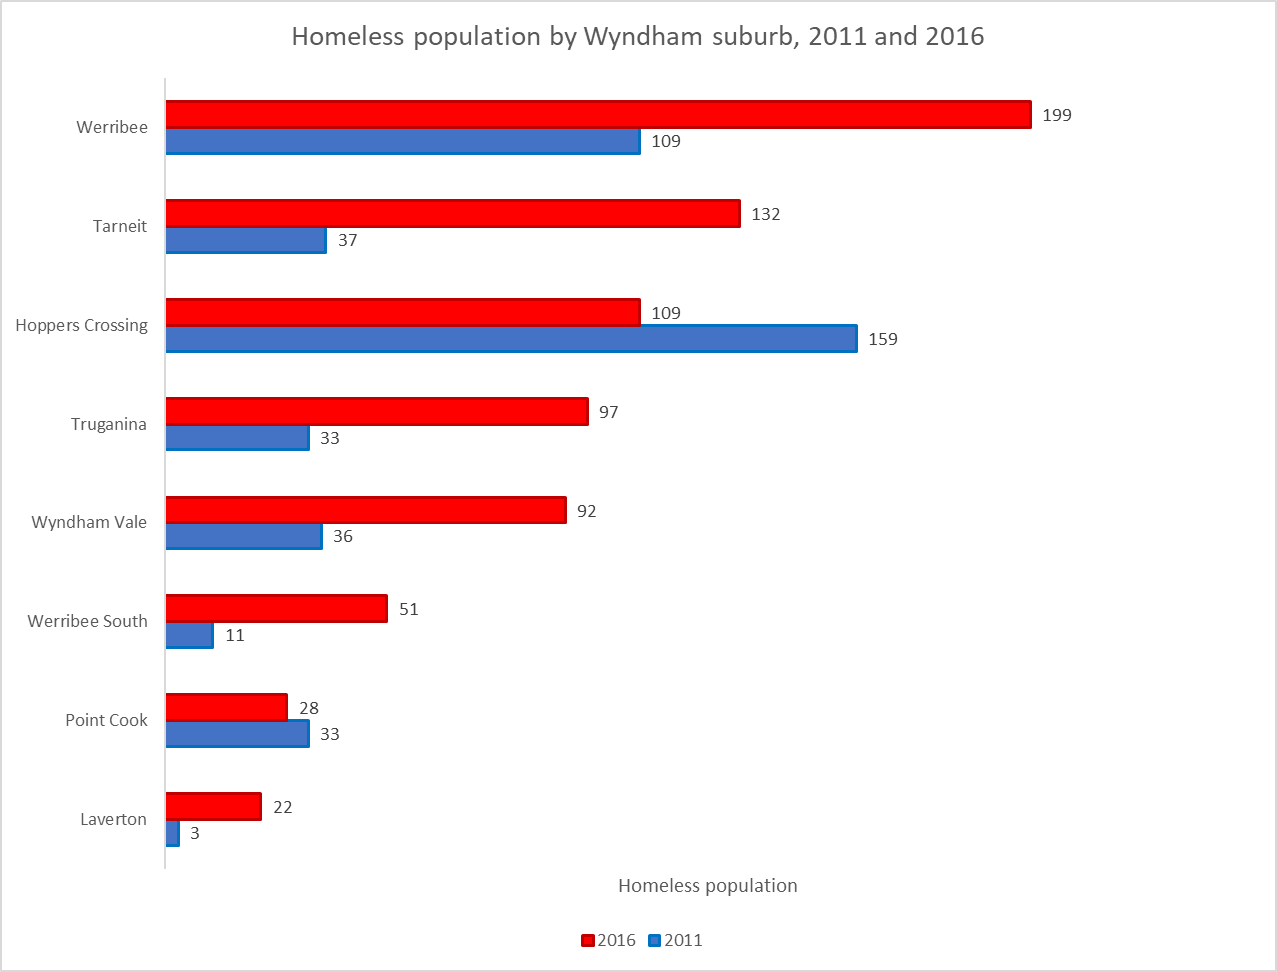 Homeless population by Wyndham suburb, 2011 and 2016
Werribee
199
109
Tarneit
132
37
Hoppers Crossing
109
159
Truganina
97
33
Wyndham Vale
92
36
Werribee South
51
11
Point Cook
28
33
Laverton
22
3
Homeless population
2016 2011